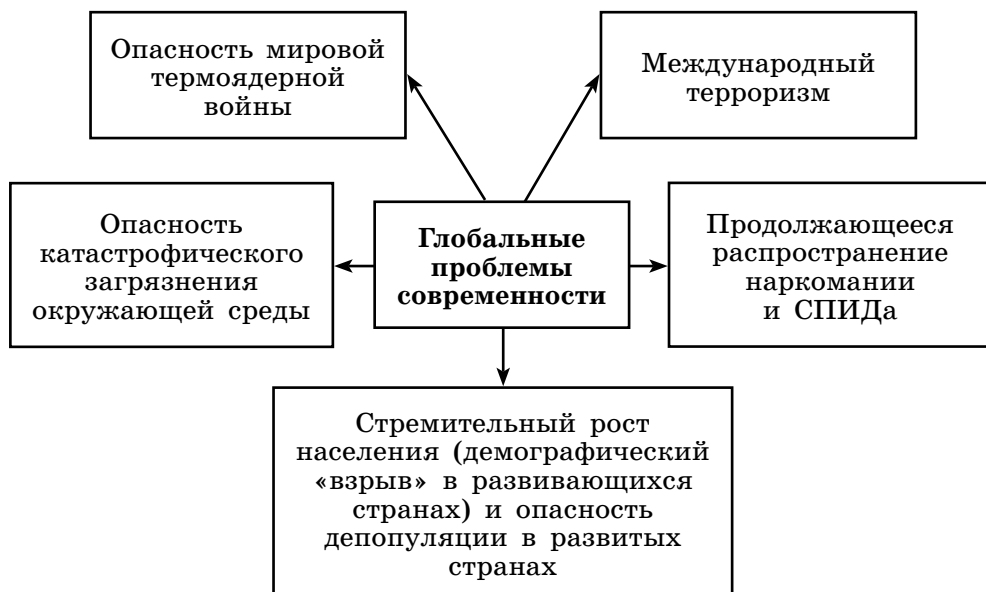 Опасность мировой
термоядерной
войны
Международный
терроризм
Опасность
катастрофического
загрязнения
окружающей среды
Глобальные
проблемы
современности
Продолжающееся
распространение
наркомании
и СПИДа
Стремительный рост
населения (демографический
«взрыв» в развивающихся
странах) и опасность
депопуляции в развитых
странах